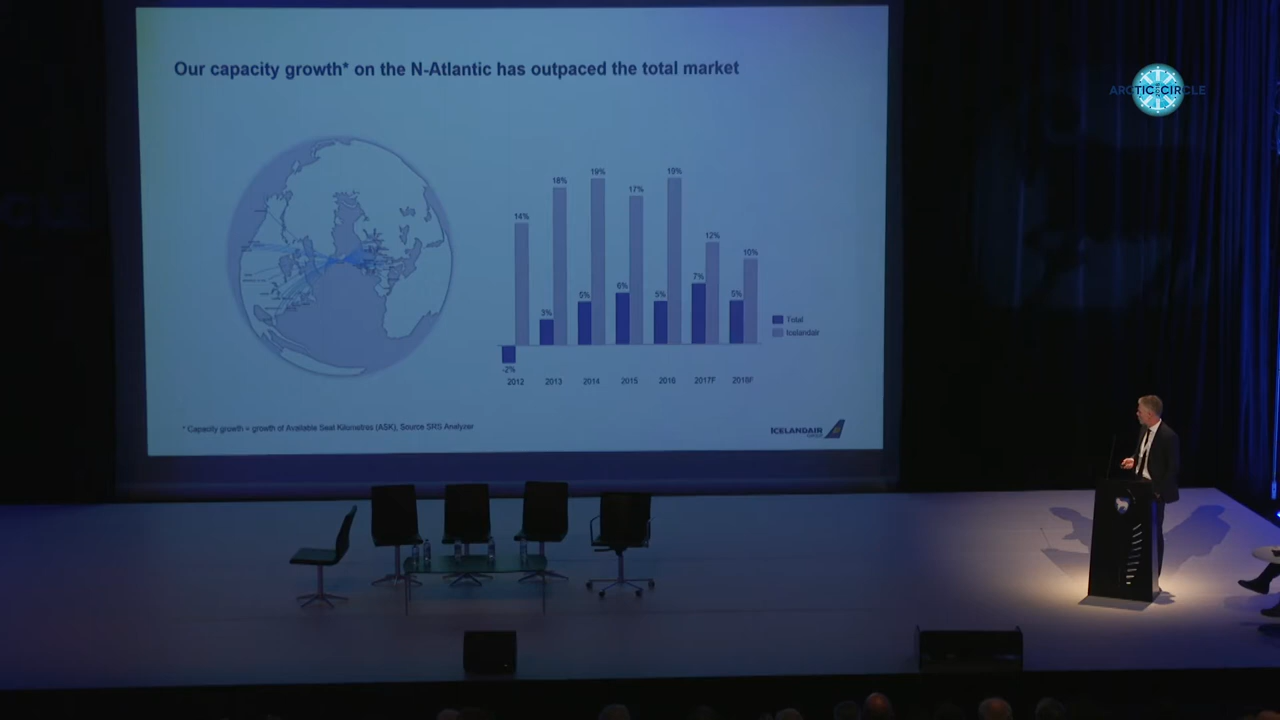 Our capacity growth* on the N-Atlantic has outpaced the total market
ARCTIC CIRCLE
14%
18%
19%
17%
19%
12%
10%
-2%
3%
5%
6%
5%
7%
5%
2012 2013 2014 2015 2016 2017F 2018F
Total
Icelandair
* Capacity growth = growth of Available Seat Kilometres (ASK), Source SRS Analyzer
ICELANDAIR
GROUP